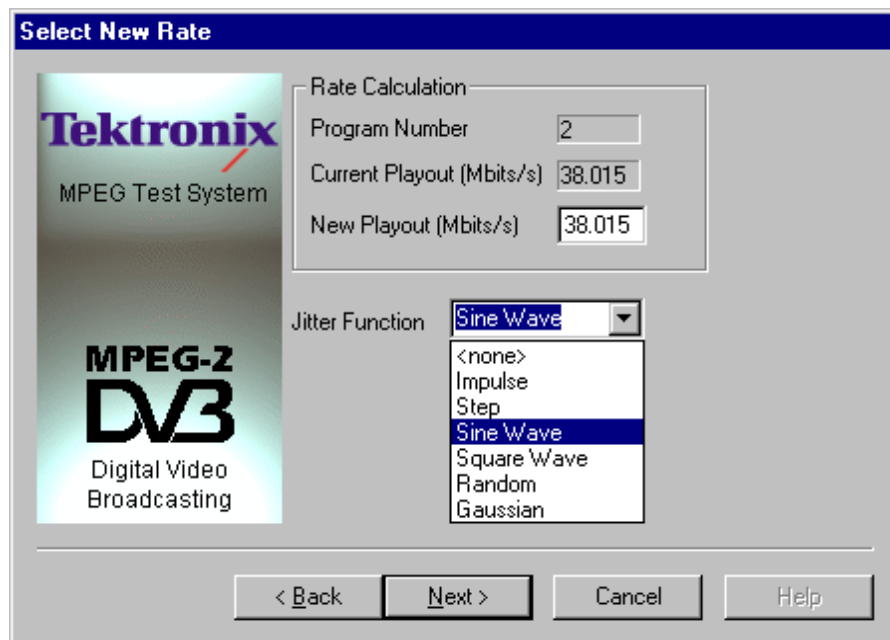 Select New Rate
Tektronix
MPEG Test System
MPEG-2
DVB
Digital Video
Broadcasting
Rate Calculation
Program Number 2
Current Playout (Mbits/s) 38.015
New Playout (Mbits/s) 38.015
Jitter Function Sine Wave
<none>
Impulse
Step
Sine Wave
Square Wave
Random
Gaussian
< Back
Next >
Cancel
Help